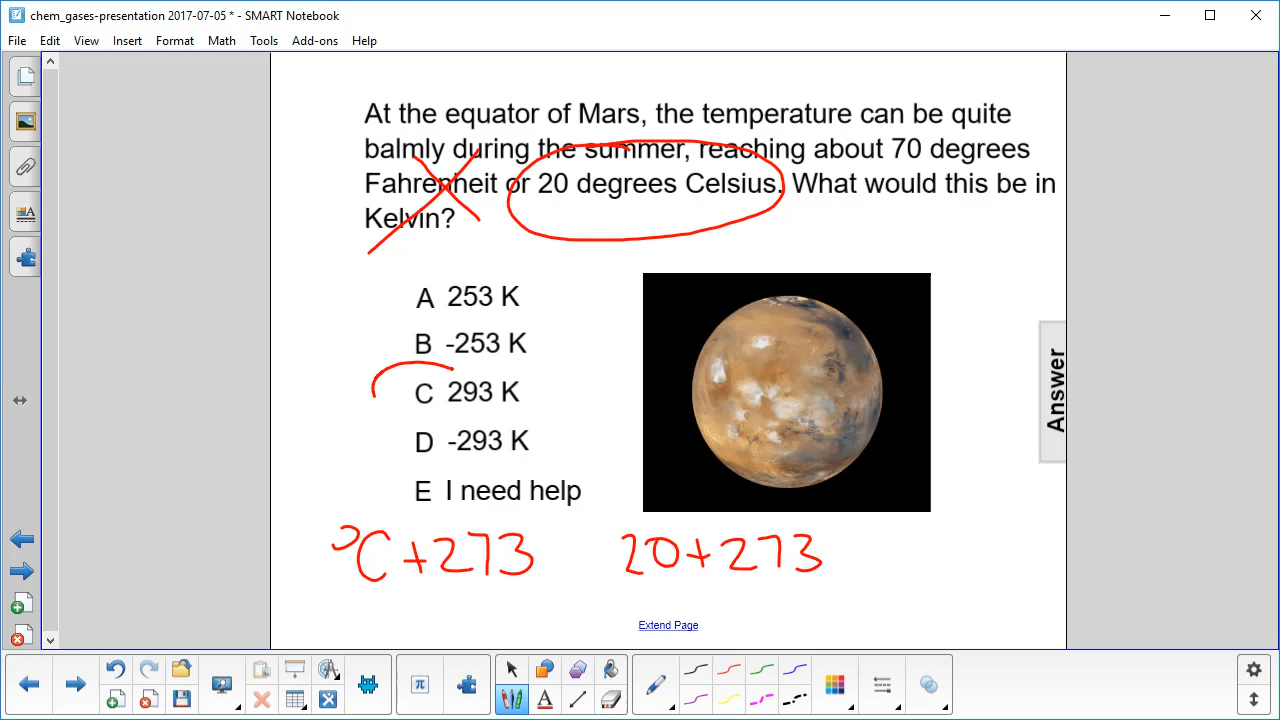 chem_gases-presentation 2017-07-05 * - SMART Notebook
File Edit View Insert Format Math Tools Add-ons Help
At the equator of Mars, the temperature can be quite
balmly during the summer, reaching about 70 degrees
Fahrenheit or 20 degrees Celsius. What would this be in
Kelvin?
A 253 K
B -253 K
C 293 K
D -293 K
E I need help
Answer
°C + 273 20 + 273
Extend Page
π
A